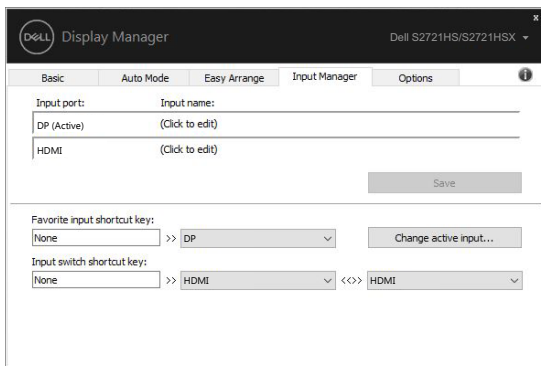 DELL Display Manager
x
Dell S2721HS/S2721HSX
Basic Auto Mode Easy Arrange Input Manager Options i
Input port: Input name:
DP (Active) (Click to edit)
HDMI (Click to edit)
Save
Favorite input shortcut key:
None >> DP Change active input...
Input switch shortcut key:
None >> HDMI <<>> HDMI